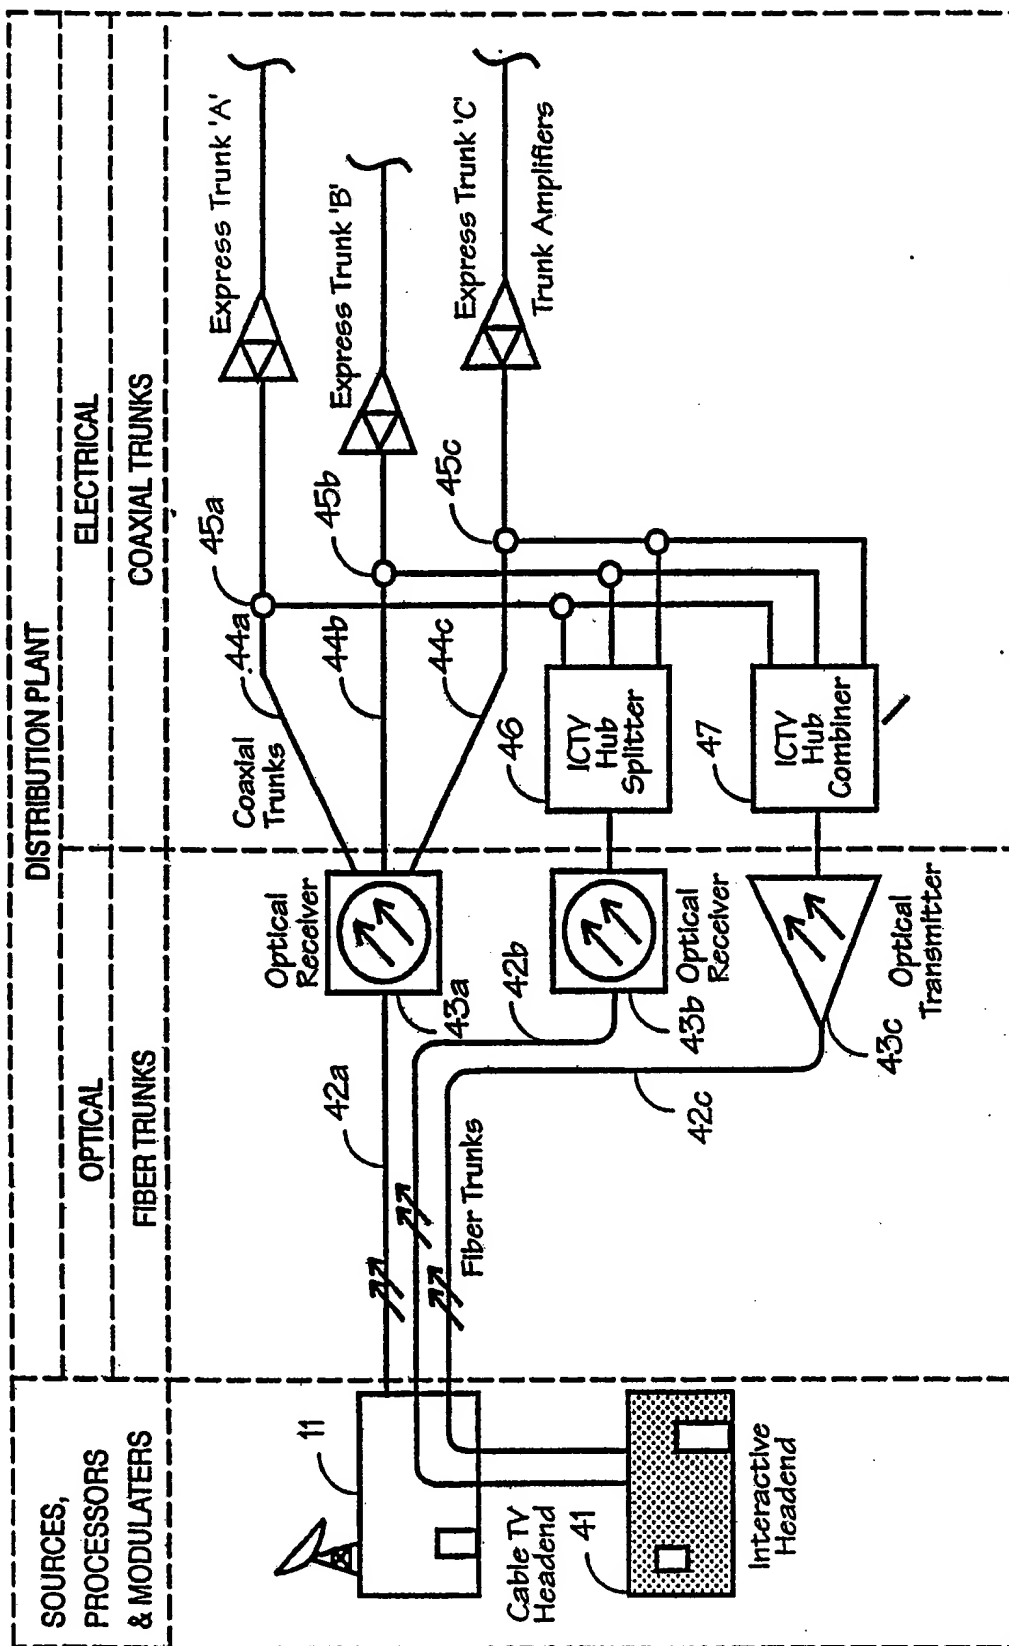 DISTRIBUTION PLANT
SOURCES,
PROCESSORS
& MODULATERS
OPTICAL
ELECTRICAL
FIBER TRUNKS
COAXIAL TRUNKS
11
Cable TV
Headend
41
Interactive
Headend
42a
Fiber Trunks
42b
42c
Optical
Receiver
43a
Optical
Receiver
43b
Optical
Transmitter
43c
Coaxial
Trunks
44a
44b
44c
46
ICTV
Hub
Splitter
47
ICTV
Hub
Combiner
45a
45b
45c
Express Trunk 'A'
Express Trunk 'B'
Express Trunk 'C'
Trunk Amplifiers